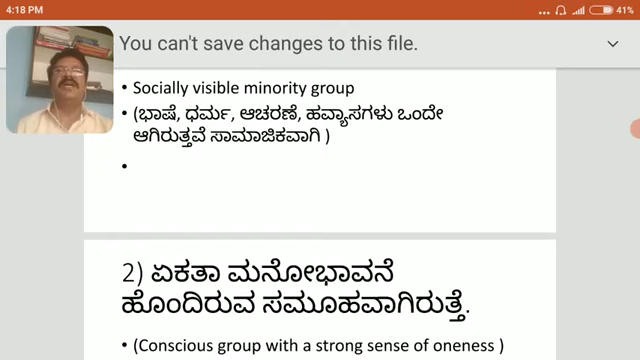 4:18 PM
41%
You can't save changes to this file.
• Socially visible minority group
• (ಭಾಷೆ, ಧರ್ಮ, ಆಚರಣೆ, ಹವ್ಯಾಸಗಳು ಒಂದೇ
ಆಗಿರುತ್ತವೆ ಸಾಮಾಜಿಕವಾಗಿ )
•
2) ಏಕತಾ ಮನೋಭಾವನೆ
ಹೊಂದಿರುವ ಸಮೂಹವಾಗಿರುತ್ತೆ.
• (Conscious group with a strong sense of oneness )